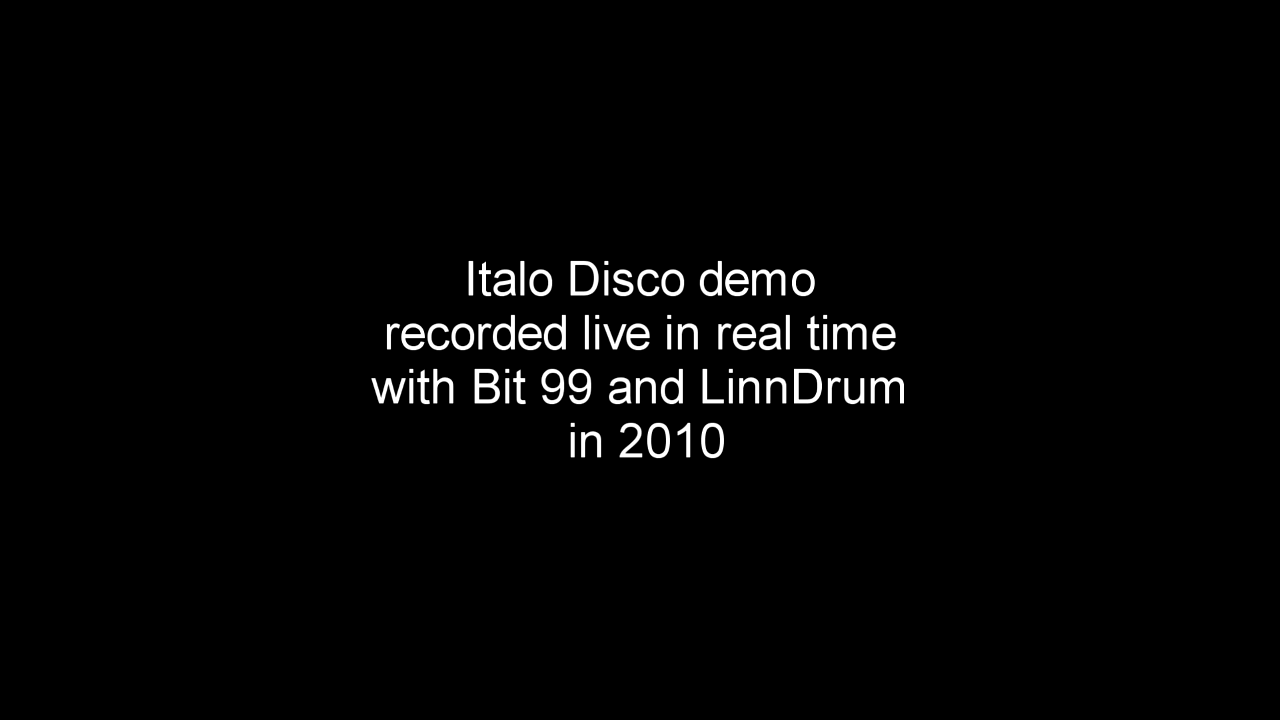 Italo Disco demo
recorded live in real time
with Bit 99 and LinnDrum
in 2010